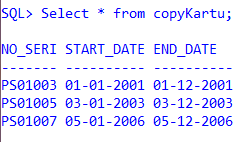 SQL> Select * from copyKartu;
NO_SERI START_DATE END_DATE
------- ---------- ----------
PS01003 01-01-2001 01-12-2001
PS01005 03-01-2003 03-12-2003
PS01007 05-01-2006 05-12-2006